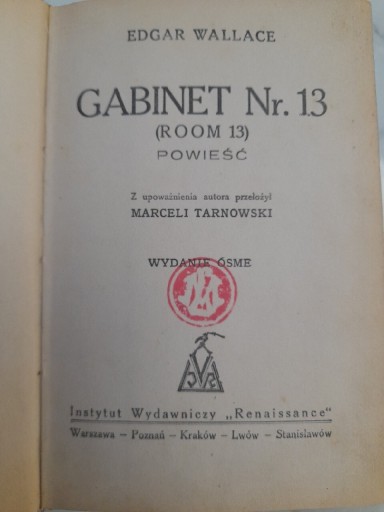 EDGAR WALLACE
GABINET Nr. 13
(ROOM 13)
POWIEŚĆ
Z upoważnienia autora przełożył
MARCELI TARNOWSKI
WYDANIE ÓSME
Instytut Wydawniczy „Renaissance"
Warszawa – Poznań – Kraków – Lwów – Stanisławów